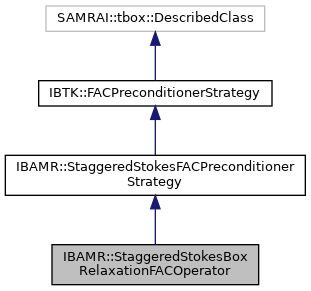 SAMRAI::tbox::DescribedClass
IBTK::FACPreconditionerStrategy
IBAMR::StaggeredStokesFACPreconditioner
Strategy
IBAMR::StaggeredStokesBox
RelaxationFACOperator